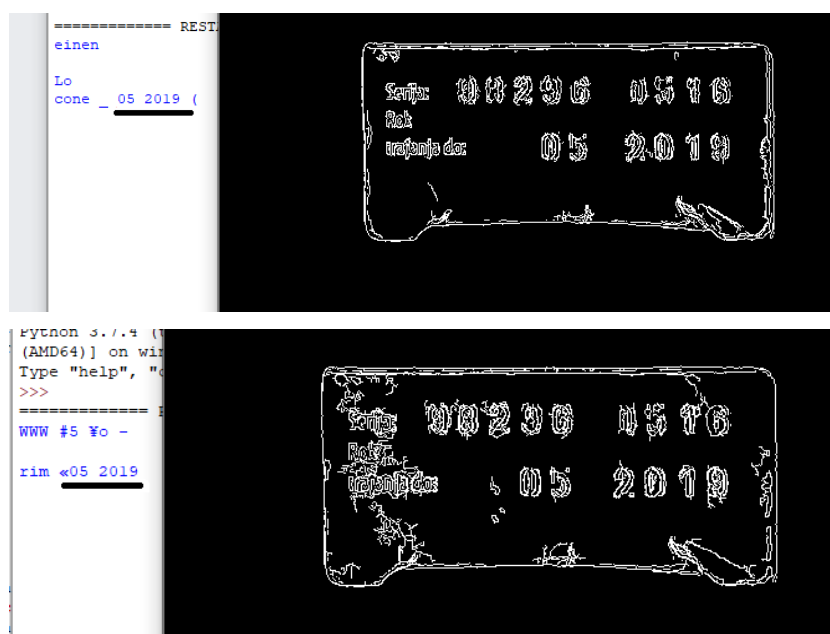 ============= REST
einen
Lo
cone _ 05 2019 (
Serija: 98296 0516
Rok
trajanja do: 05 2019
Python 3.7.4 (
(AMD64)] on wi
Type "help", "
>>>
=============
WWW #5 ¥o -
rim «05 2019
Serija: 98296 0516
Rok
trajanja do: 05 2019